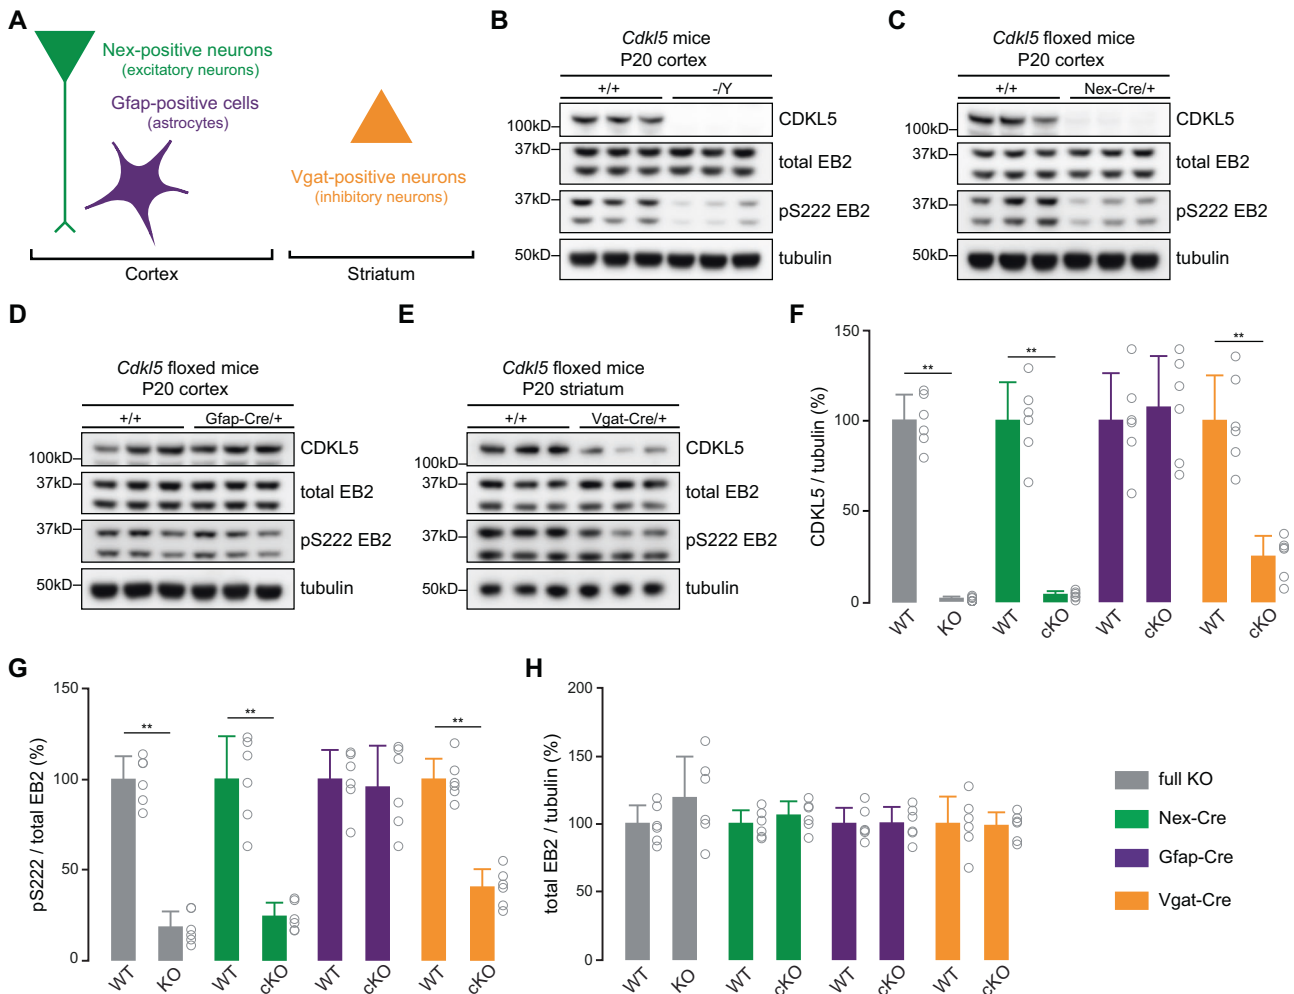 A
Nex-positive neurons
(excitatory neurons)
Gfap-positive cells
(astrocytes)
Vgat-positive neurons
(inhibitory neurons)
Cortex
Striatum
B
Cdkl5 mice
P20 cortex
+/+
-/Y
100kD
CDKL5
37kD
total EB2
37kD
pS222 EB2
50kD
tubulin
C
Cdkl5 floxed mice
P20 cortex
+/+
Nex-Cre/+
100kD
CDKL5
37kD
total EB2
37kD
pS222 EB2
50kD
tubulin
D
Cdkl5 floxed mice
P20 cortex
+/+
Gfap-Cre/+
100kD
CDKL5
37kD
total EB2
37kD
pS222 EB2
50kD
tubulin
E
Cdkl5 floxed mice
P20 striatum
+/+
Vgat-Cre/+
100kD
CDKL5
37kD
total EB2
37kD
pS222 EB2
50kD
tubulin
F
CDKL5 / tubulin (%)
150
100
50
0
**
**
**
WT
KO
WT
cKO
WT
cKO
WT
cKO
G
pS222 / total EB2 (%)
150
100
50
0
**
**
**
WT
KO
WT
cKO
WT
cKO
WT
cKO
H
total EB2 / tubulin (%)
200
150
100
50
0
WT
KO
WT
cKO
WT
cKO
WT
cKO
full KO
Nex-Cre
Gfap-Cre
Vgat-Cre